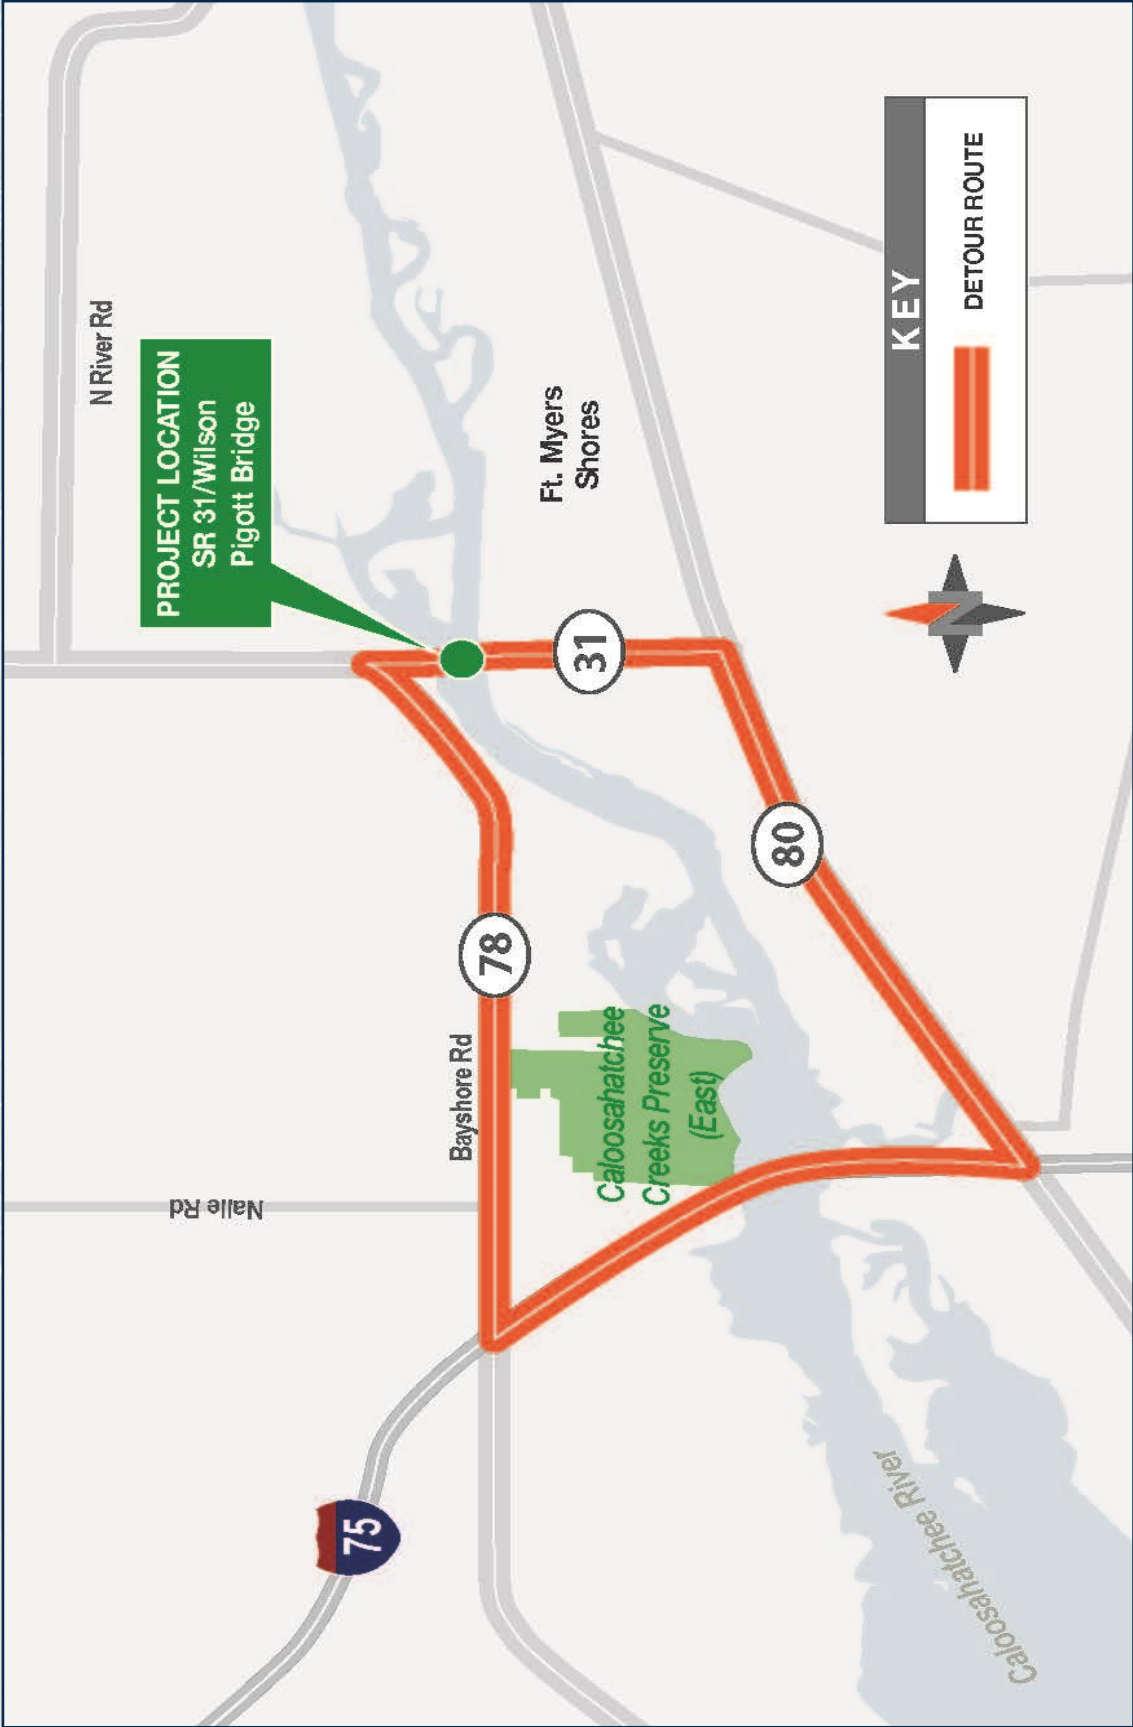 N River Rd
PROJECT LOCATION
SR 31/Wilson
Pigott Bridge
Nalle Rd
75
Bayshore Rd
78
31
Ft. Myers
Shores
Caloosahatchee
Creeks Preserve
(East)
80
Caloosahatchee River
N
KEY
DETOUR ROUTE